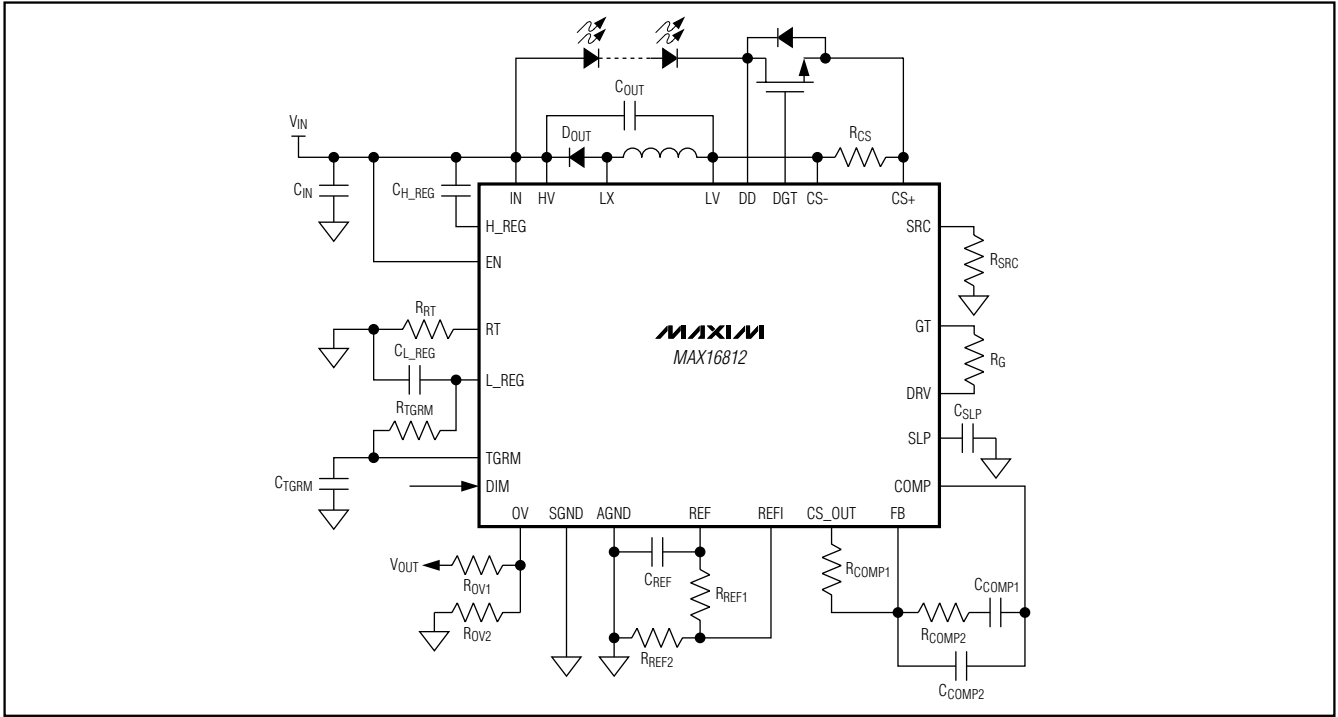 C_OUT
V_IN
D_OUT
R_CS
C_IN
C_H_REG
IN HV LX LV DD DGT CS- CS+
H_REG
SRC
EN
R_SRC
R_RT
RT
MAXIM
GT
MAX16812
C_L_REG
R_G
L_REG
DRV
R_TGRM
C_SLP
SLP
TGRM
C_TGRM
DIM
COMP
OV SGND AGND REF REFI CS_OUT FB
V_OUT
R_OV1
C_REF
R_COMP1
R_REF1
C_COMP1
R_OV2
R_REF2
R_COMP2
C_COMP2